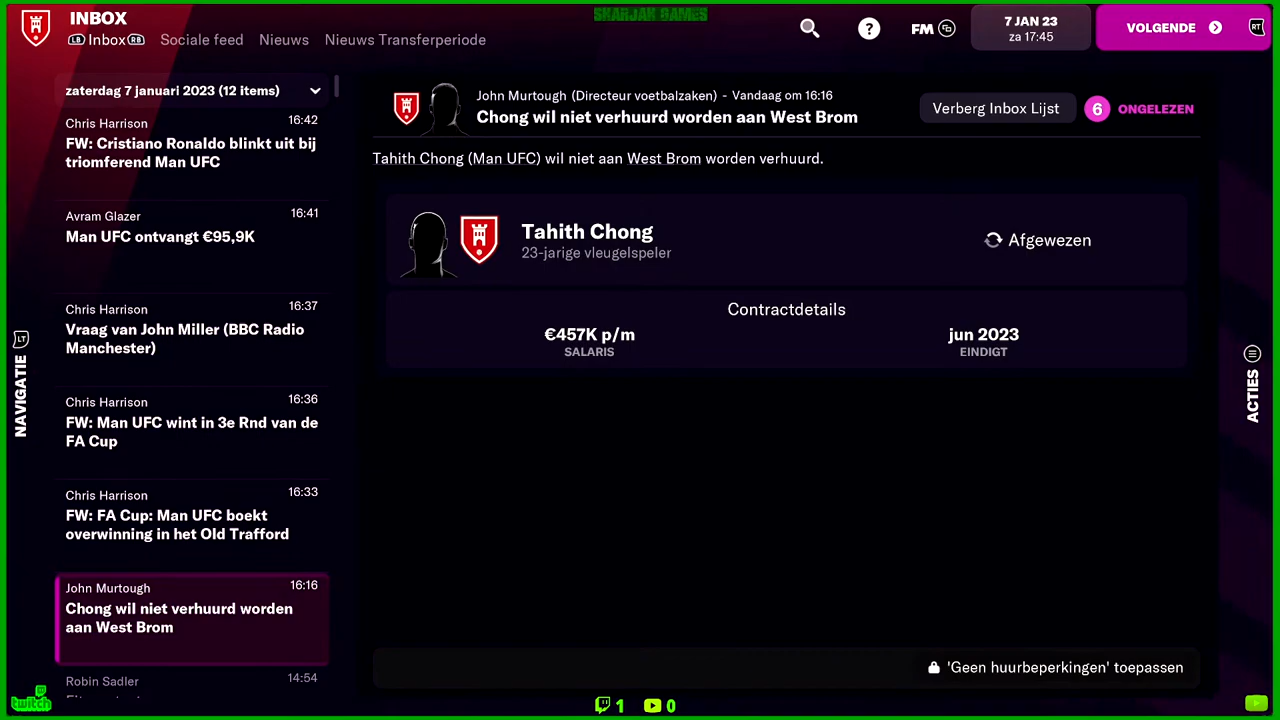 INBOX
SKARJAH GAMES
LB Inbox RB
Sociale feed
Nieuws
Nieuws Transferperiode
?
FM
7 JAN 23
za 17:45
VOLGENDE
RT
zaterdag 7 januari 2023 (12 items)
Chris Harrison
16:42
FW: Cristiano Ronaldo blinkt uit bij
triomferend Man UFC
Avram Glazer
16:41
Man UFC ontvangt €95,9K
Chris Harrison
16:37
Vraag van John Miller (BBC Radio
Manchester)
Chris Harrison
16:36
FW: Man UFC wint in 3e Rnd van de
FA Cup
Chris Harrison
16:33
FW: FA Cup: Man UFC boekt
overwinning in het Old Trafford
John Murtough
16:16
Chong wil niet verhuurd worden
aan West Brom
Robin Sadler
14:54
LT
NAVIGATIE
John Murtough (Directeur voetbalzaken) - Vandaag om 16:16
Chong wil niet verhuurd worden aan West Brom
Verberg Inbox Lijst
6 ONGELEZEN
Tahith Chong (Man UFC) wil niet aan West Brom worden verhuurd.
Tahith Chong
23-jarige vleugelspeler
Afgewezen
Contractdetails
€457K p/m
SALARIS
jun 2023
EINDIGT
ACTIES
'Geen huurbeperkingen' toepassen
twitch
1
0